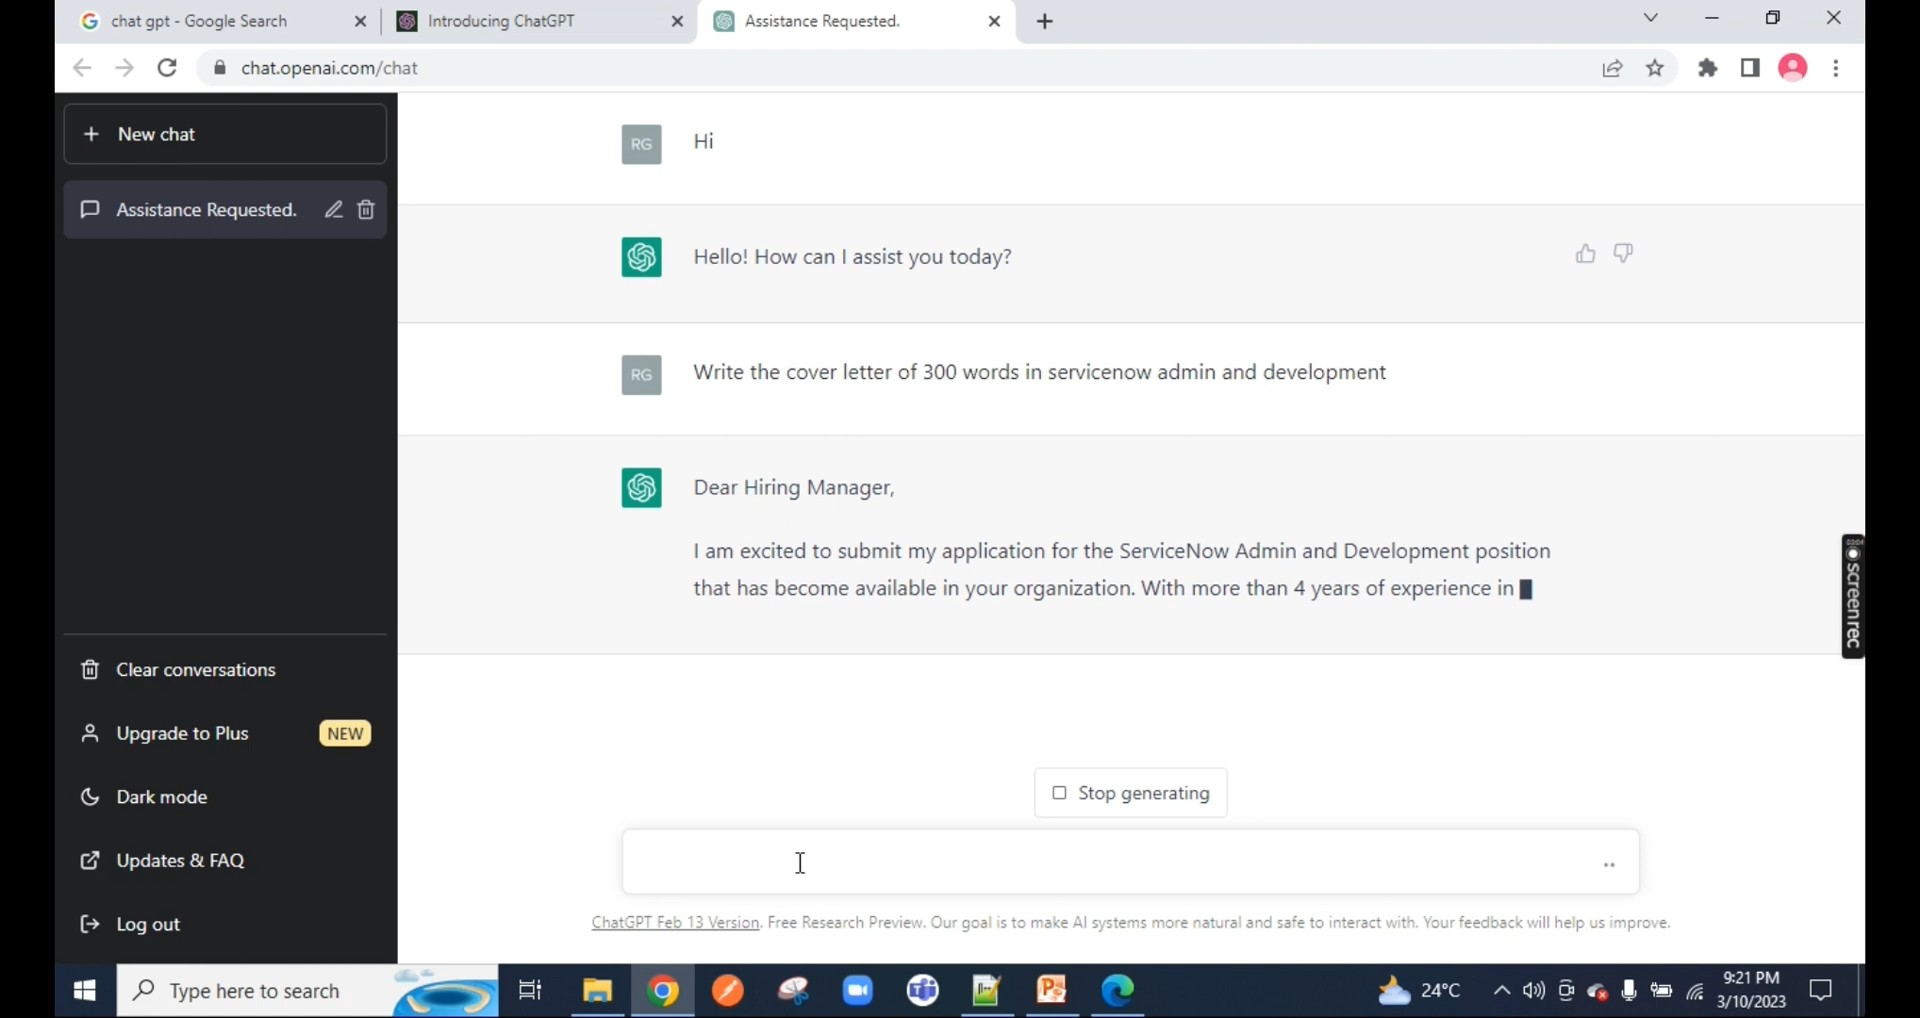 chat gpt - Google Search
Introducing ChatGPT
Assistance Requested.
chat.openai.com/chat
New chat
Assistance Requested.
Clear conversations
Upgrade to Plus NEW
Dark mode
Updates & FAQ
Log out
RG Hi
Hello! How can I assist you today?
RG Write the cover letter of 300 words in servicenow admin and development
Dear Hiring Manager,
I am excited to submit my application for the ServiceNow Admin and Development position
that has become available in your organization. With more than 4 years of experience in
Stop generating
ChatGPT Feb 13 Version. Free Research Preview. Our goal is to make AI systems more natural and safe to interact with. Your feedback will help us improve.
screenrec
Type here to search
24°C
9:21 PM
3/10/2023